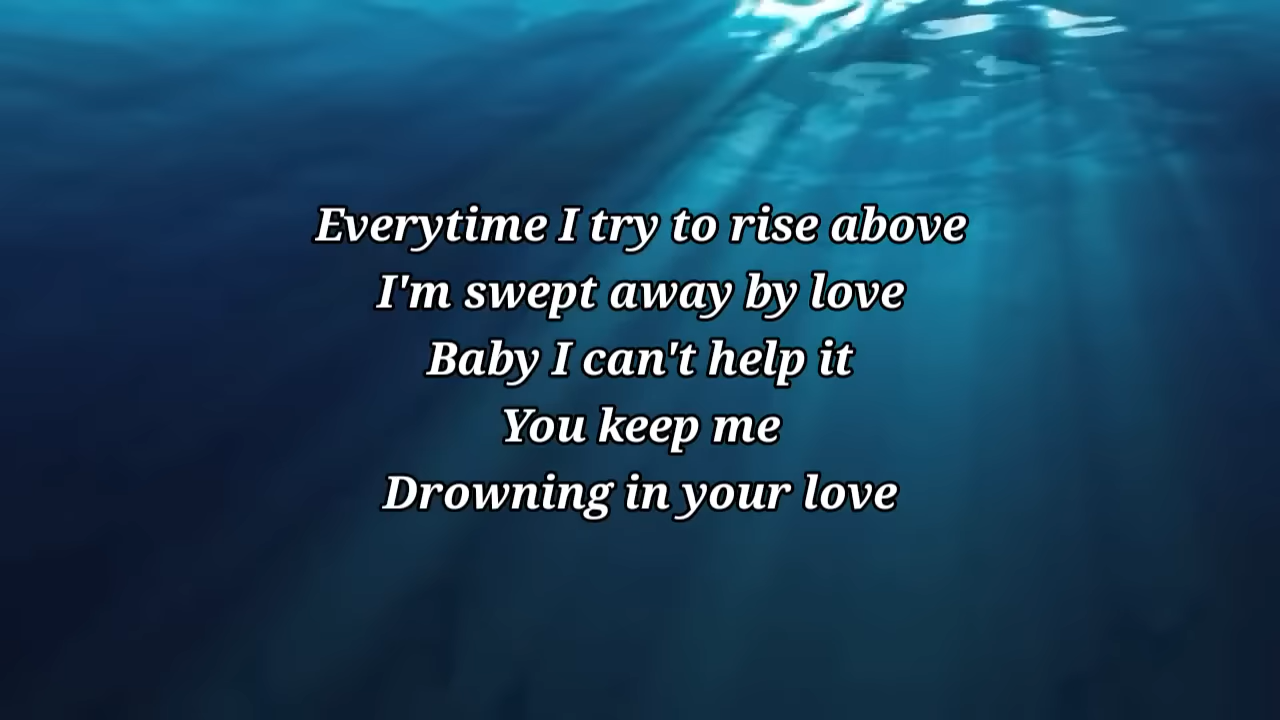 Everytime I try to rise above
I'm swept away by love
Baby I can't help it
You keep me
Drowning in your love